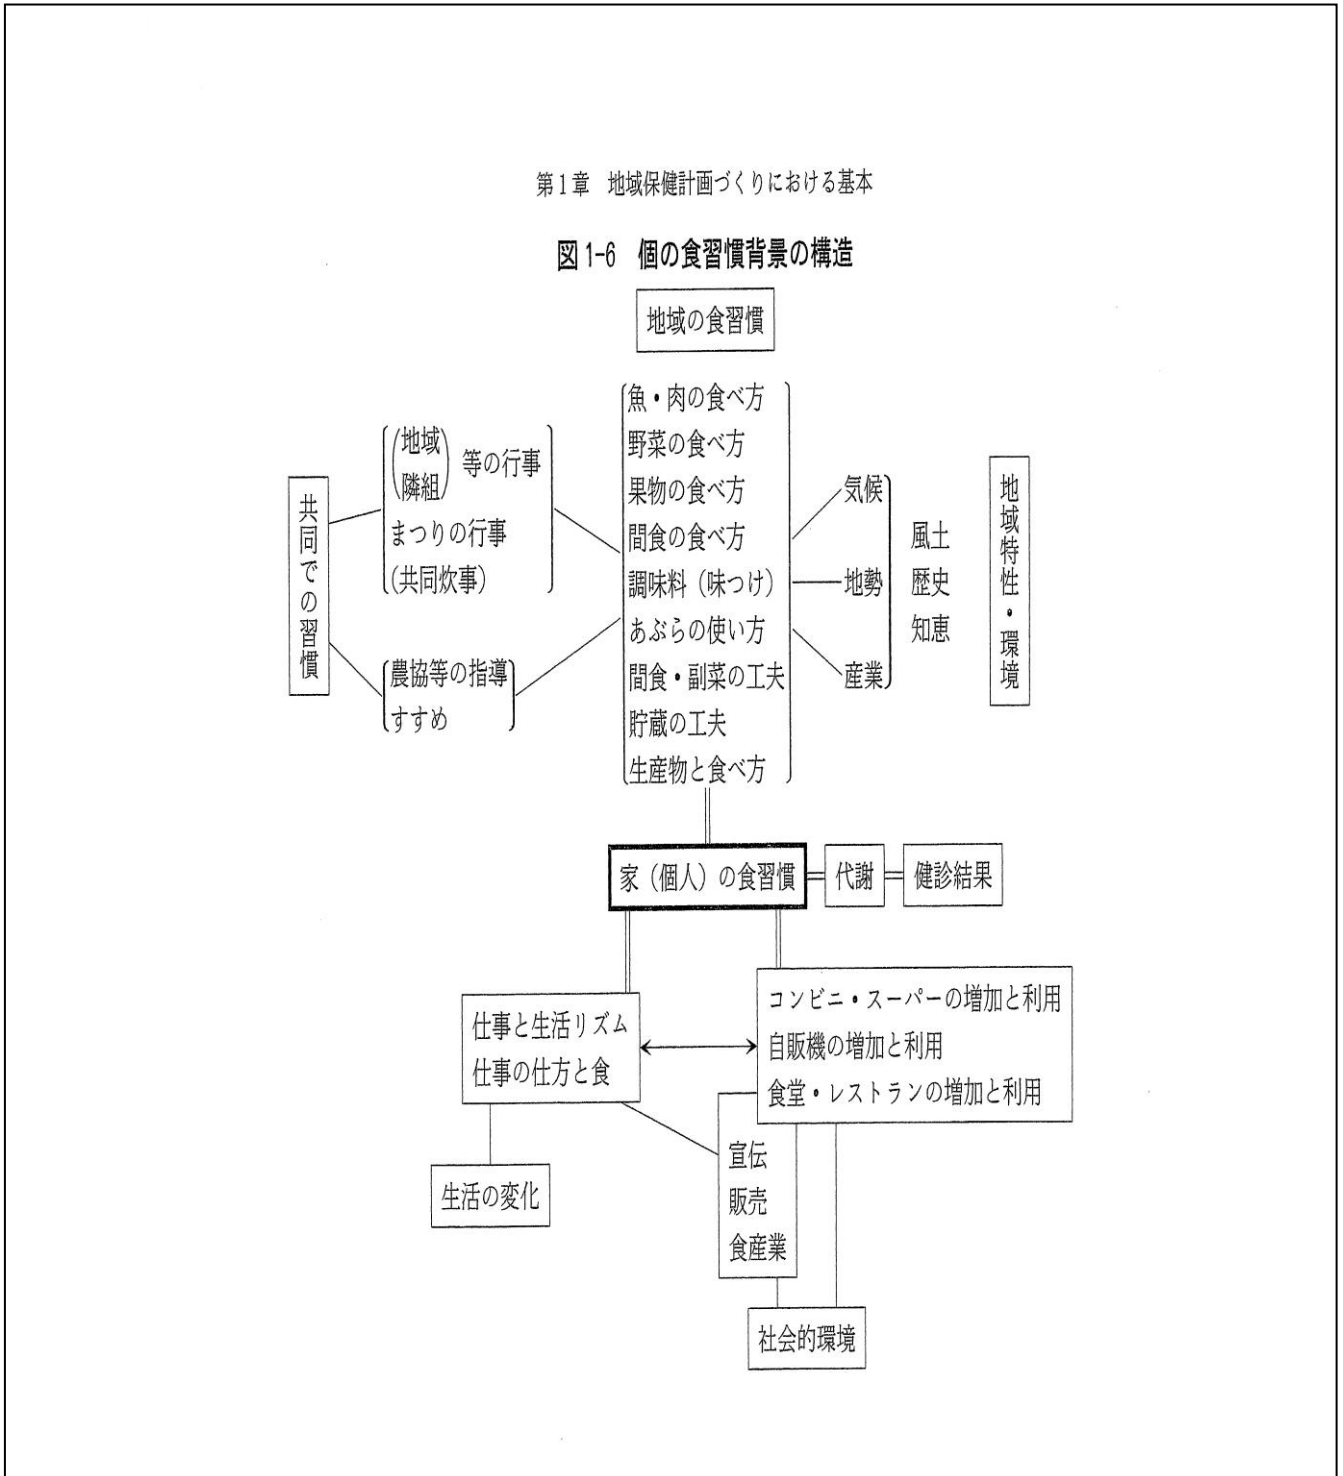 第1章 地域保健計画づくりにおける基本
図1-6 個の食習慣背景の構造
地域の食習慣
共同での習慣
(地域
隣組)
等の行事
まつりの行事
(共同炊事)
農協等の指導
すすめ
魚・肉の食べ方
野菜の食べ方
果物の食べ方
間食の食べ方
調味料(味つけ)
あぶらの使い方
間食・副菜の工夫
貯蔵の工夫
生産物と食べ方
気候
地勢
産業
風土
歴史
知恵
地域特性・環境
家(個人)の食習慣
代謝
健診結果
仕事と生活リズム
仕事の仕方と食
コンビニ・スーパーの増加と利用
自販機の増加と利用
食堂・レストランの増加と利用
宣伝
販売
食産業
生活の変化
社会的環境